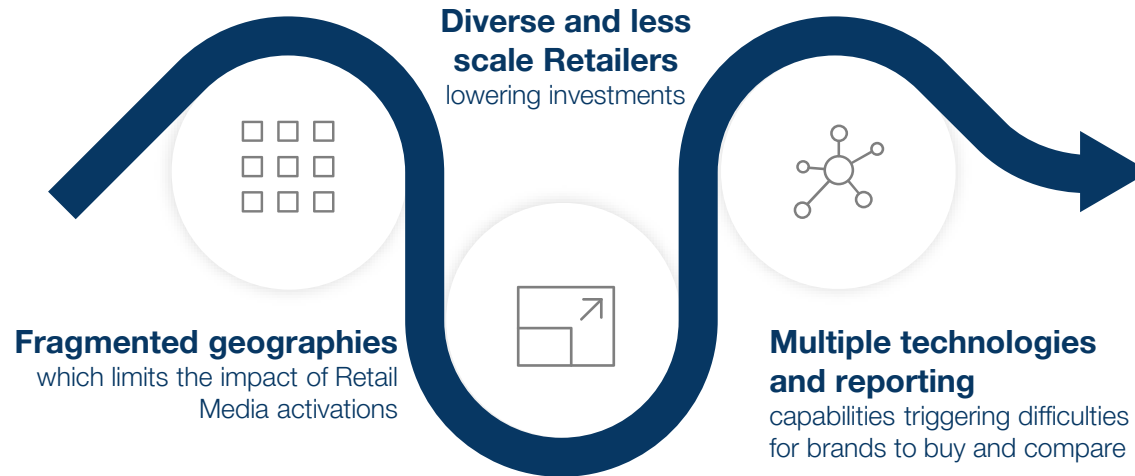 Diverse and less
scale Retailers
lowering investments
Fragmented geographies
which limits the impact of Retail
Media activations
Multiple technologies
and reporting
capabilities triggering difficulties
for brands to buy and compare